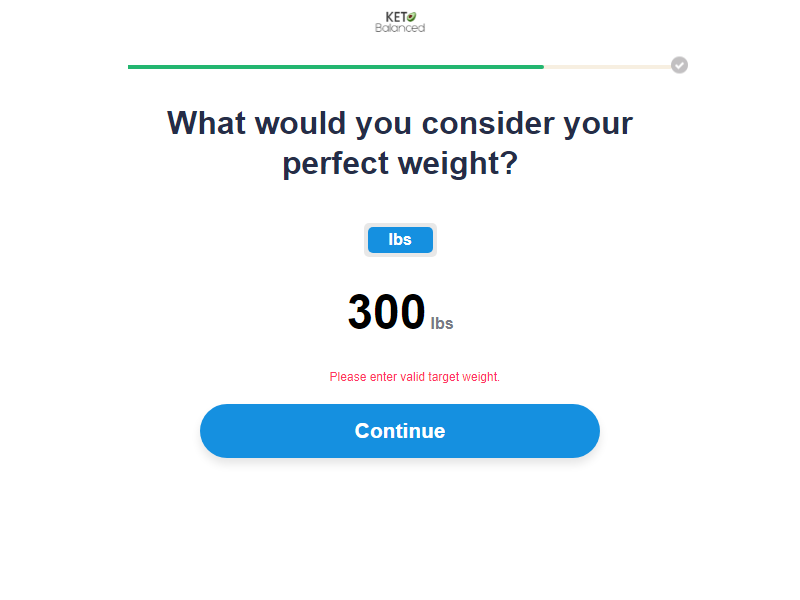 KETO
Balanced
What would you consider your
perfect weight?
lbs
300 lbs
Please enter valid target weight.
Continue